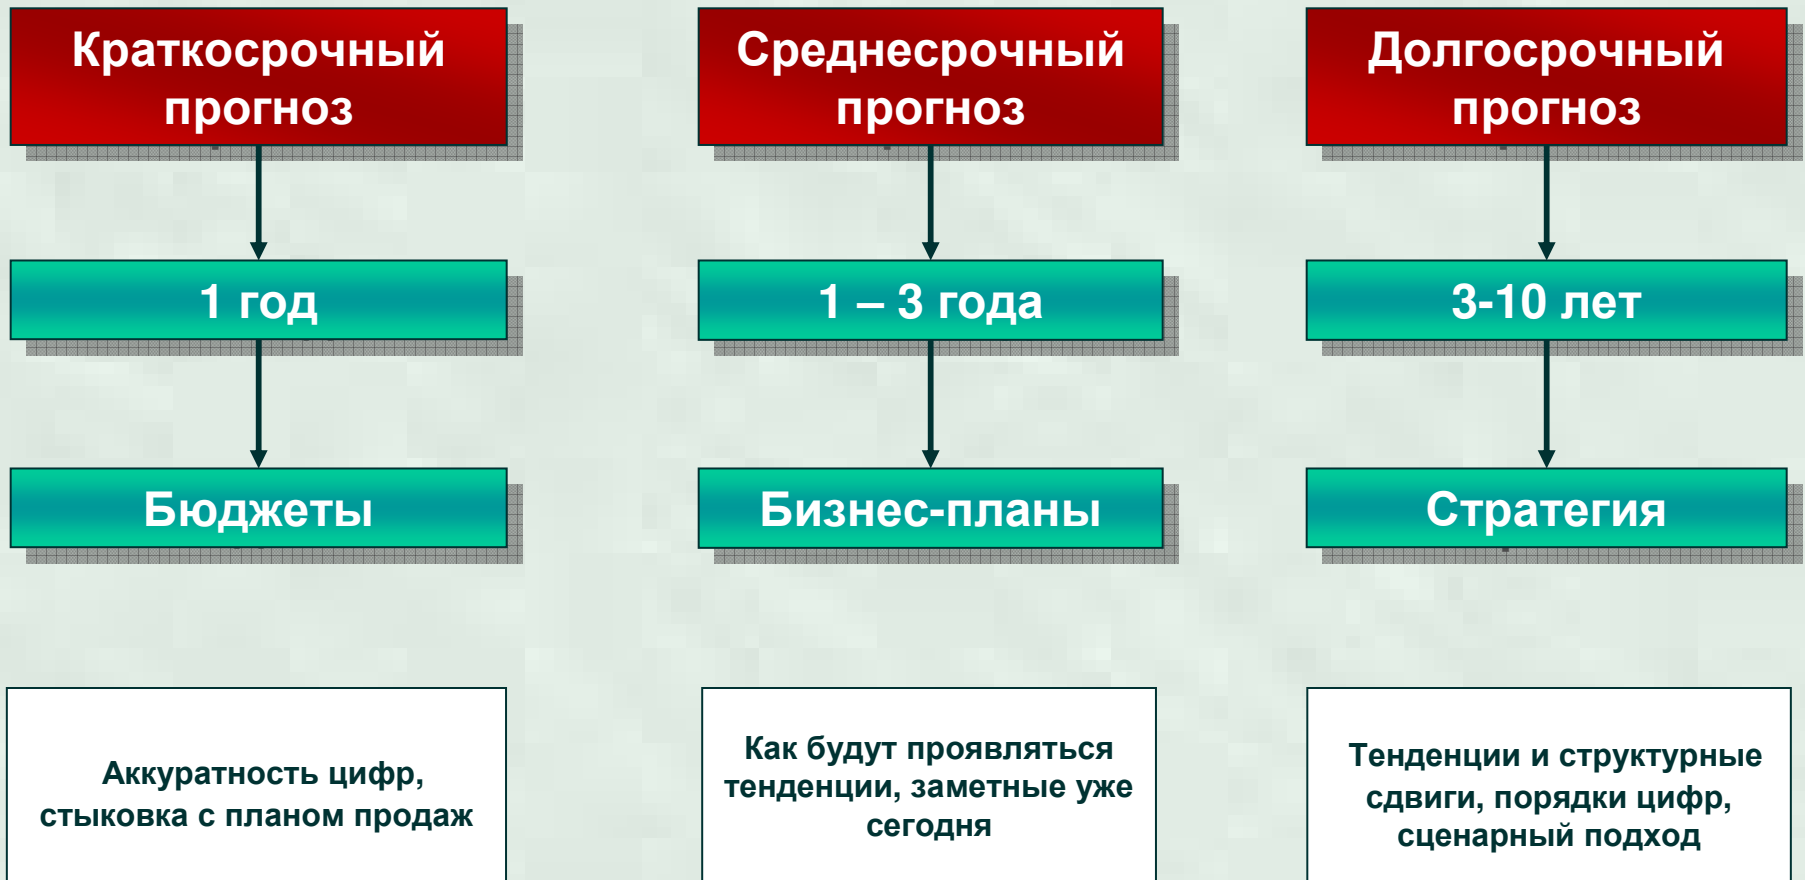 Краткосрочный
прогноз
1 год
Бюджеты
Аккуратность цифр,
стыковка с планом продаж
Среднесрочный
прогноз
1 – 3 года
Бизнес-планы
Как будут проявляться
тенденции, заметные уже
сегодня
Долгосрочный
прогноз
3-10 лет
Стратегия
Тенденции и структурные
сдвиги, порядки цифр,
сценарный подход